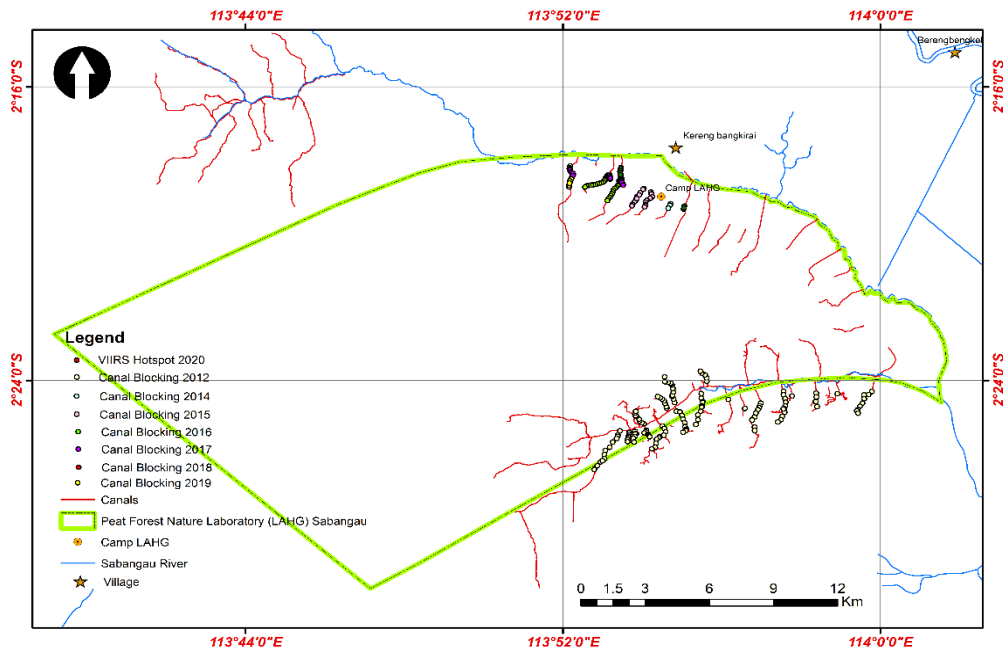 113°44'0"E 113°52'0"E 114°0'0"E
Berengbengkel
2°16'0"S 2°16'0"S
Kereng bangkirai
Camp LAHG
Legend
VIIRS Hotspot 2020
Canal Blocking 2012
Canal Blocking 2014
Canal Blocking 2015
Canal Blocking 2016
Canal Blocking 2017
Canal Blocking 2018
Canal Blocking 2019
Canals
Peat Forest Nature Laboratory (LAHG) Sabangau
Camp LAHG
Sabangau River
Village
2°24'0"S 2°24'0"S
0 1.5 3 6 9 12
Km
113°44'0"E 113°52'0"E 114°0'0"E